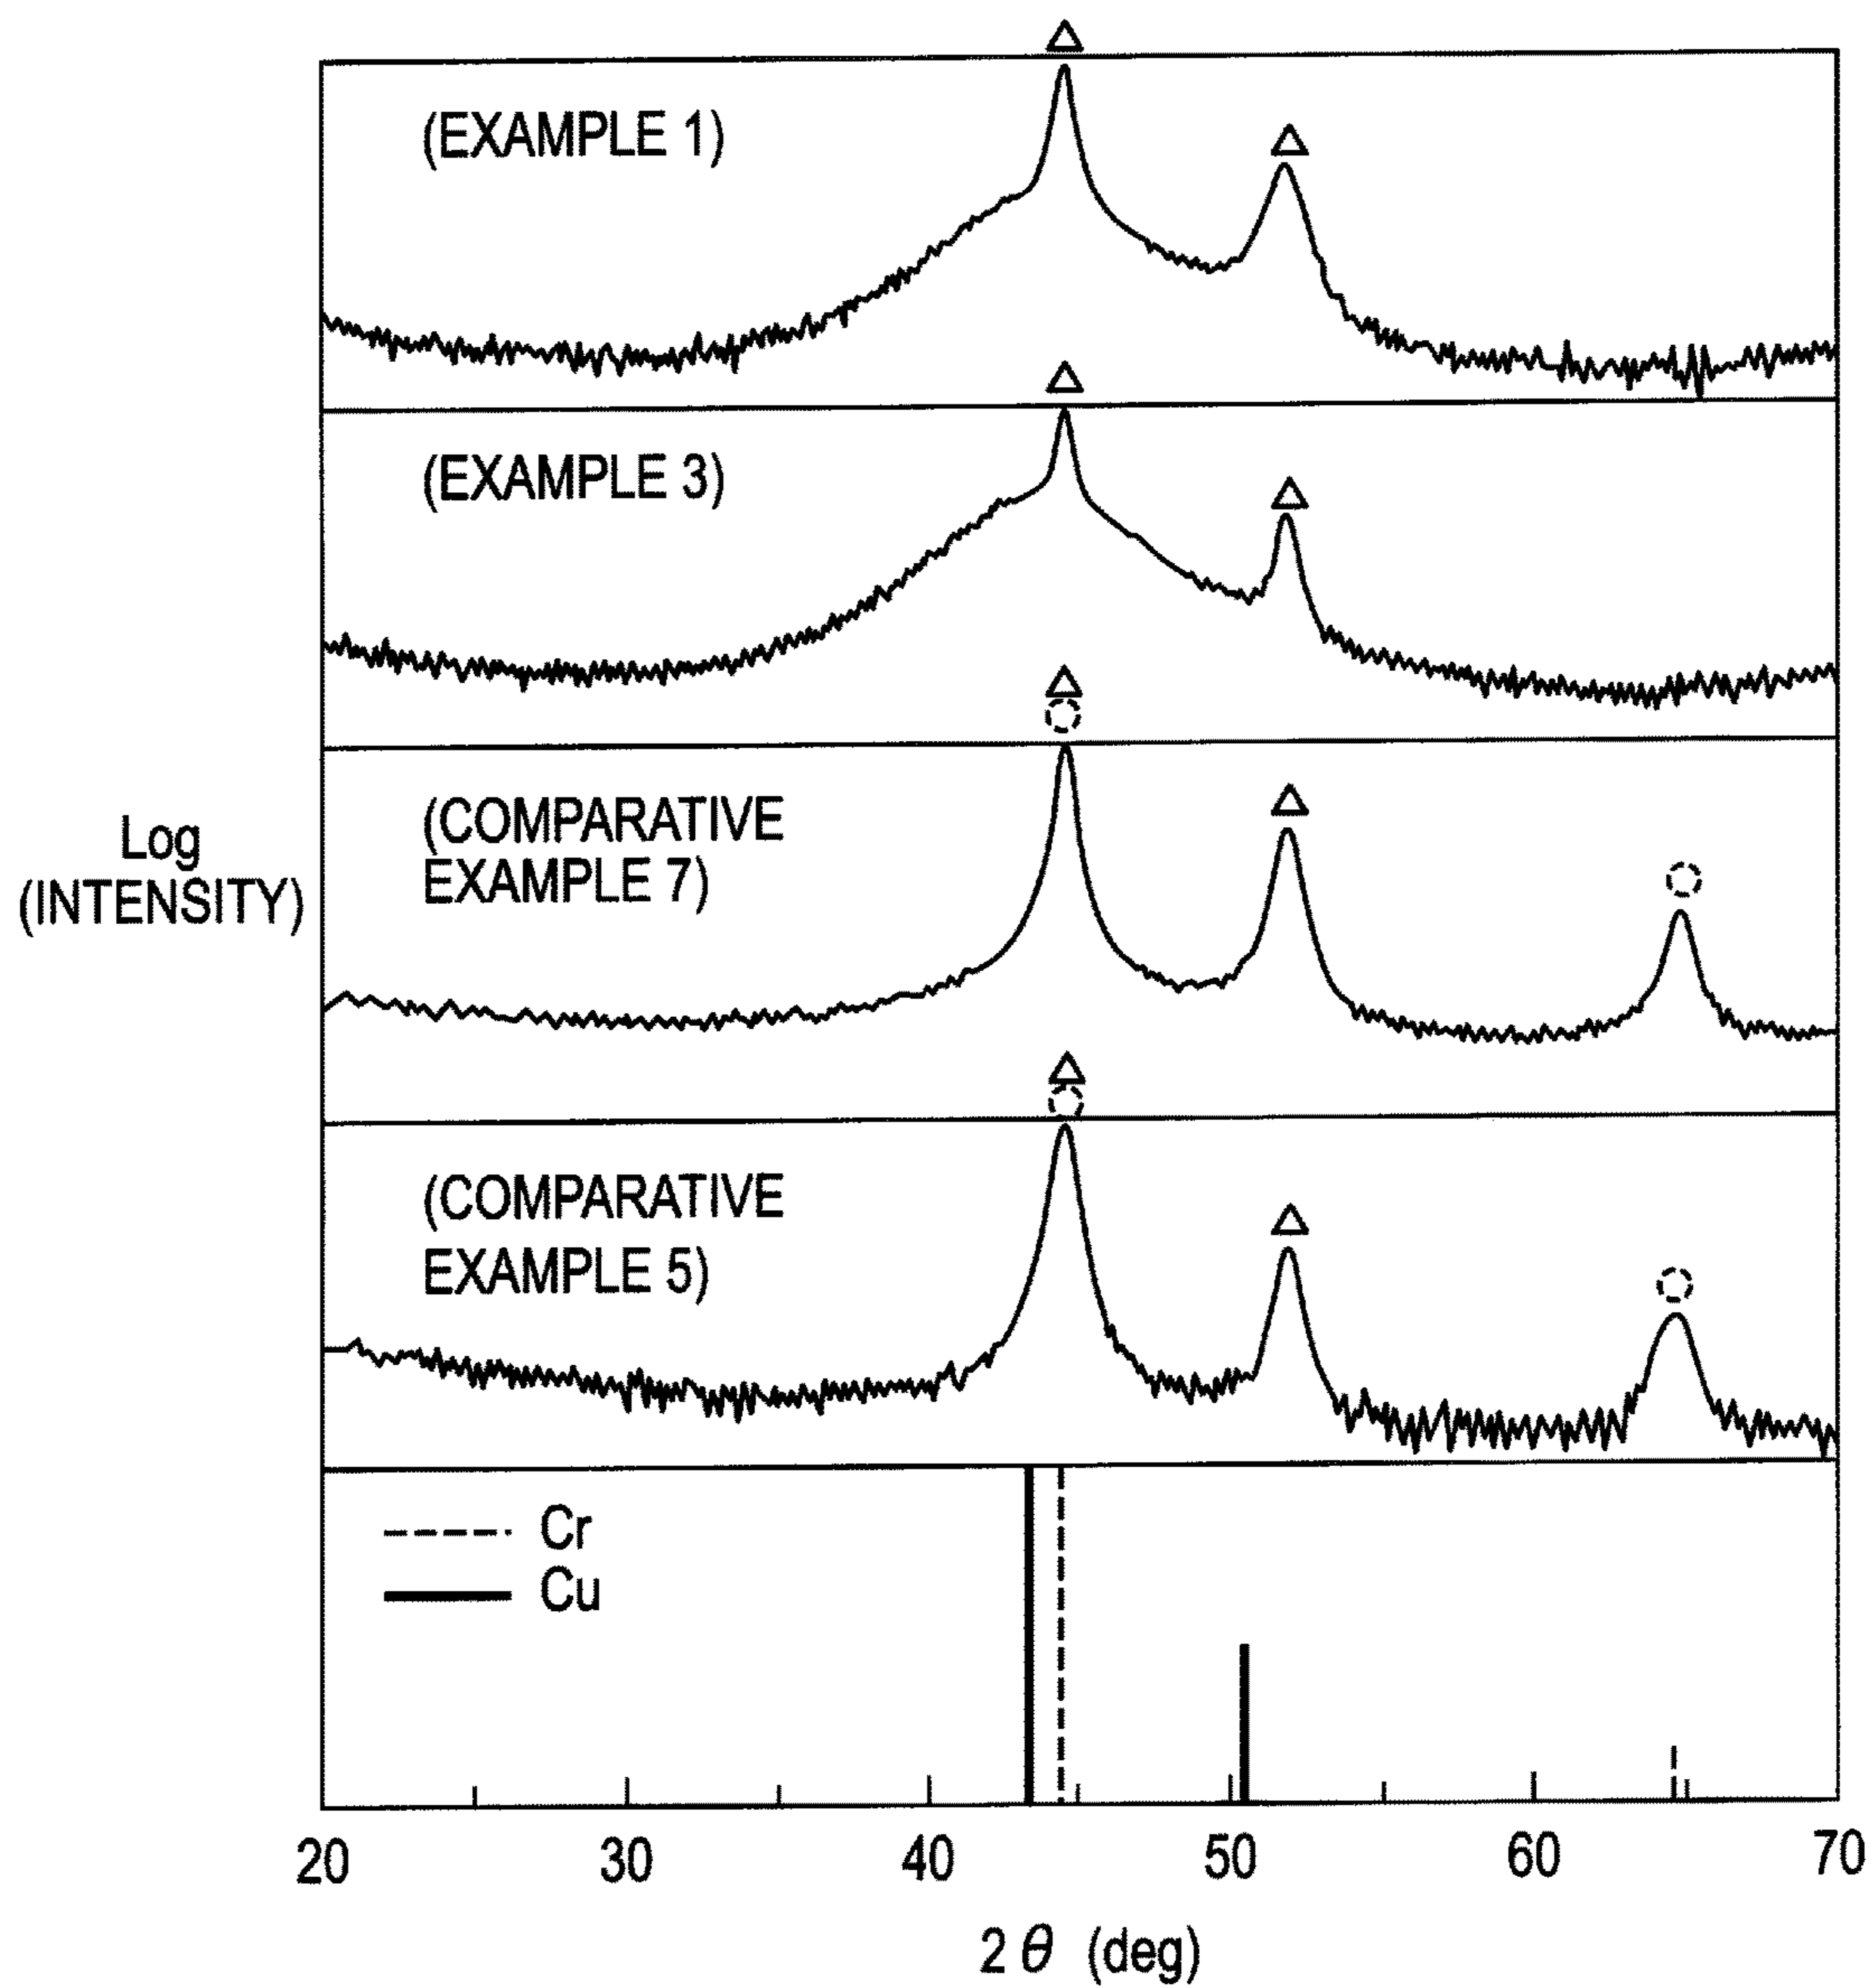 (EXAMPLE 1)
(EXAMPLE 3)
(COMPARATIVE
EXAMPLE 7)
Log
(INTENSITY)
(COMPARATIVE
EXAMPLE 5)
Cr
Cu
20 30 40 50 60 70
2θ (deg)